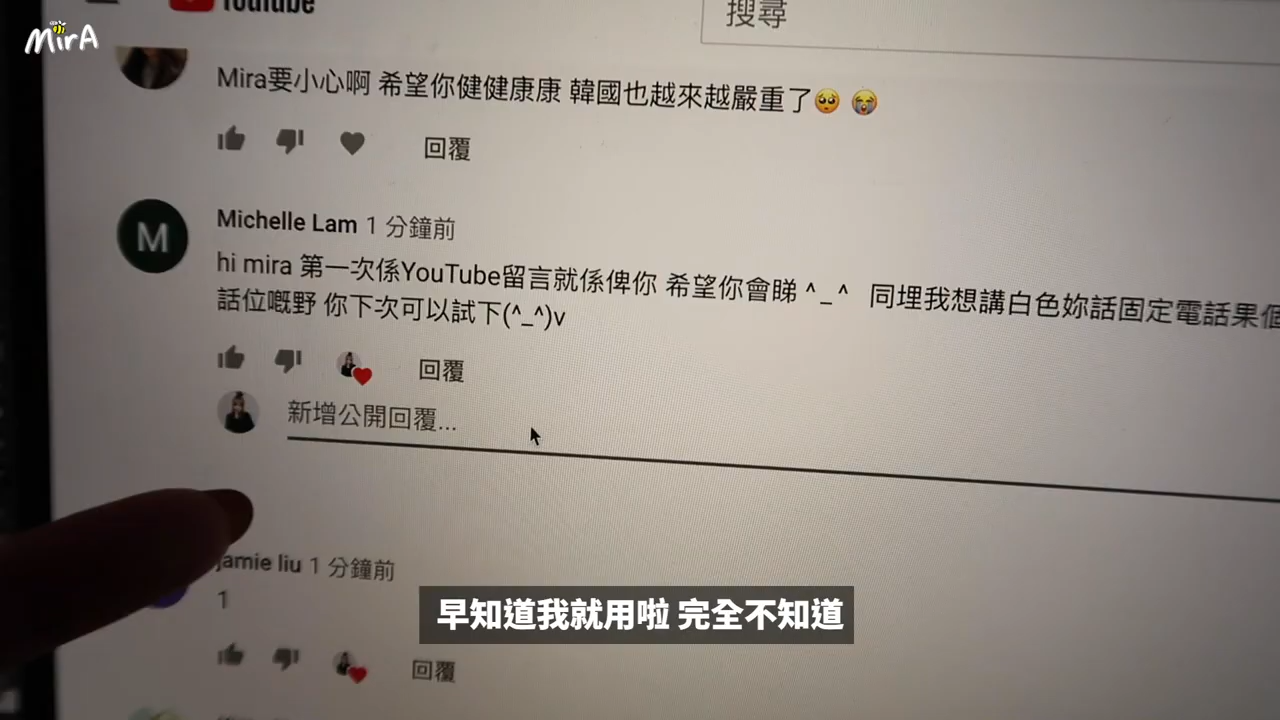 MirA
YouTube
搜尋
Mira要小心啊 希望你健健康康 韓國也越來越嚴重了🥺 😭
回覆
Michelle Lam 1 分鐘前
hi mira 第一次係YouTube留言就係俾你 希望你會睇 ^_^ 同埋我想講白色妳話固定電話果個
話位嘅野 你下次可以試下(^_^)v
回覆
新增公開回覆...
jamie liu 1 分鐘前
1
回覆
早知道我就用啦 完全不知道